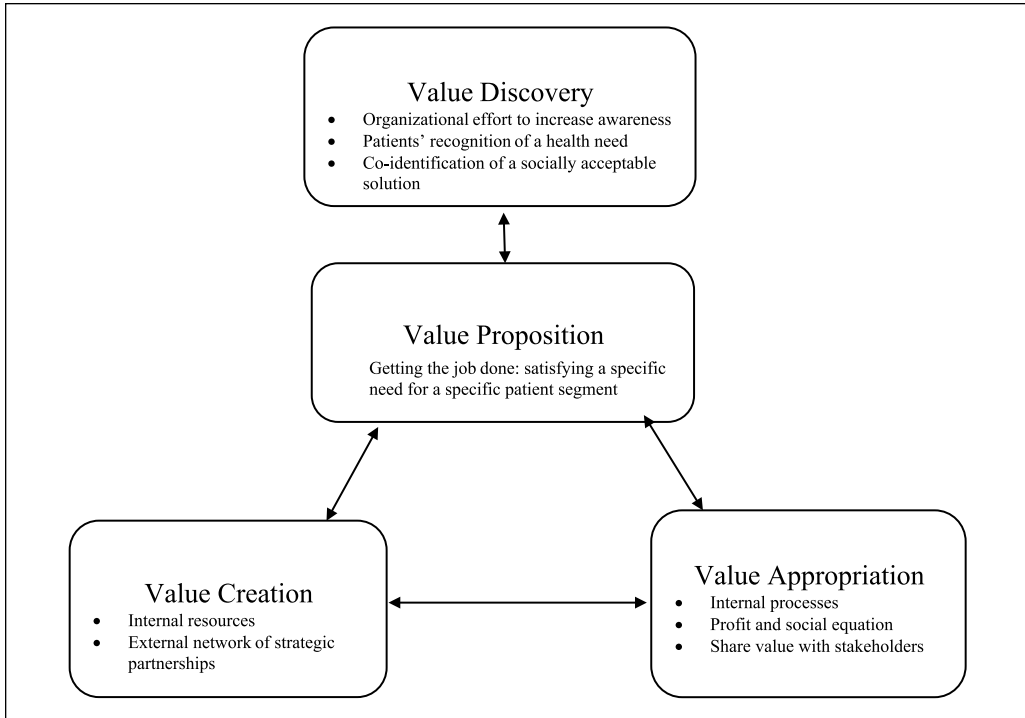 Value Discovery
• Organizational effort to increase awareness
• Patients' recognition of a health need
• Co-identification of a socially acceptable
solution
Value Proposition
Getting the job done: satisfying a specific
need for a specific patient segment
Value Creation
• Internal resources
• External network of strategic
partnerships
Value Appropriation
• Internal processes
• Profit and social equation
• Share value with stakeholders